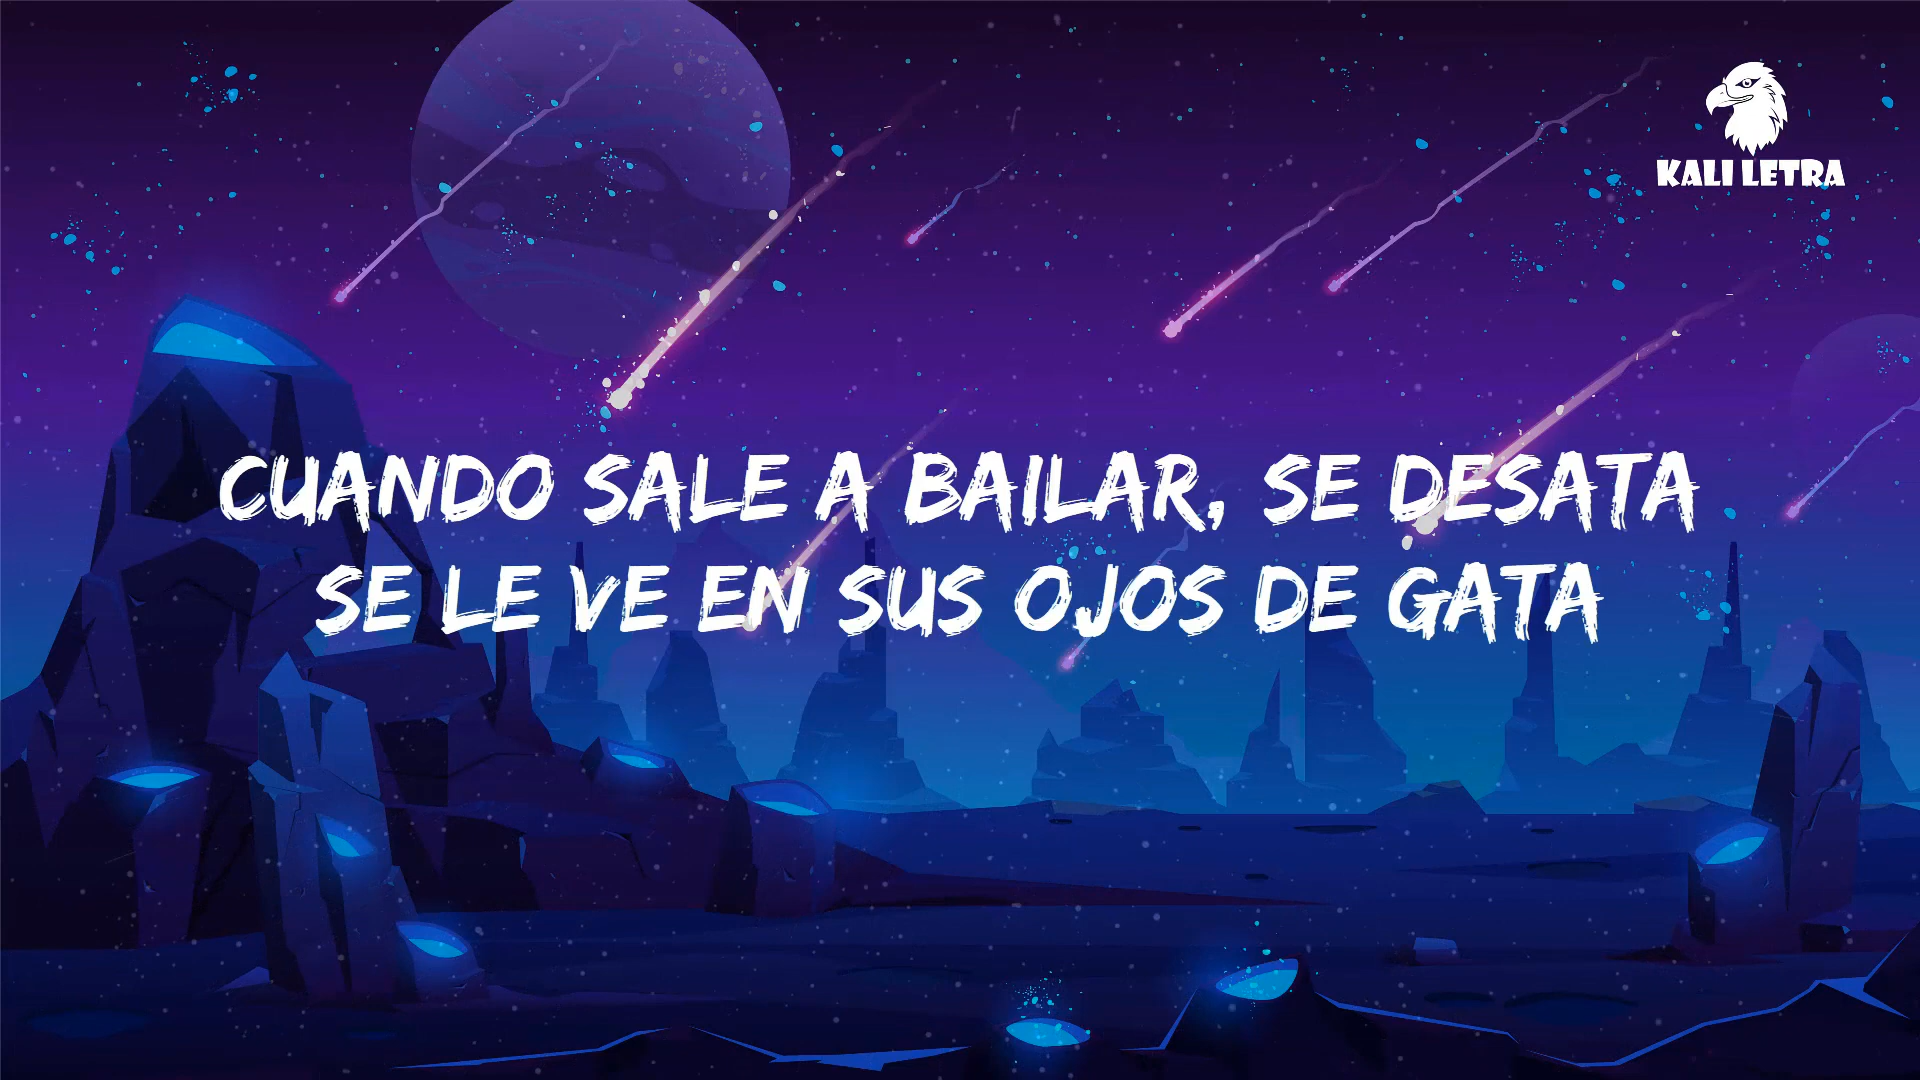 KALI LETRA
CUANDO SALE A BAILAR, SE DESATA
SE LE VE EN SUS OJOS DE GATA